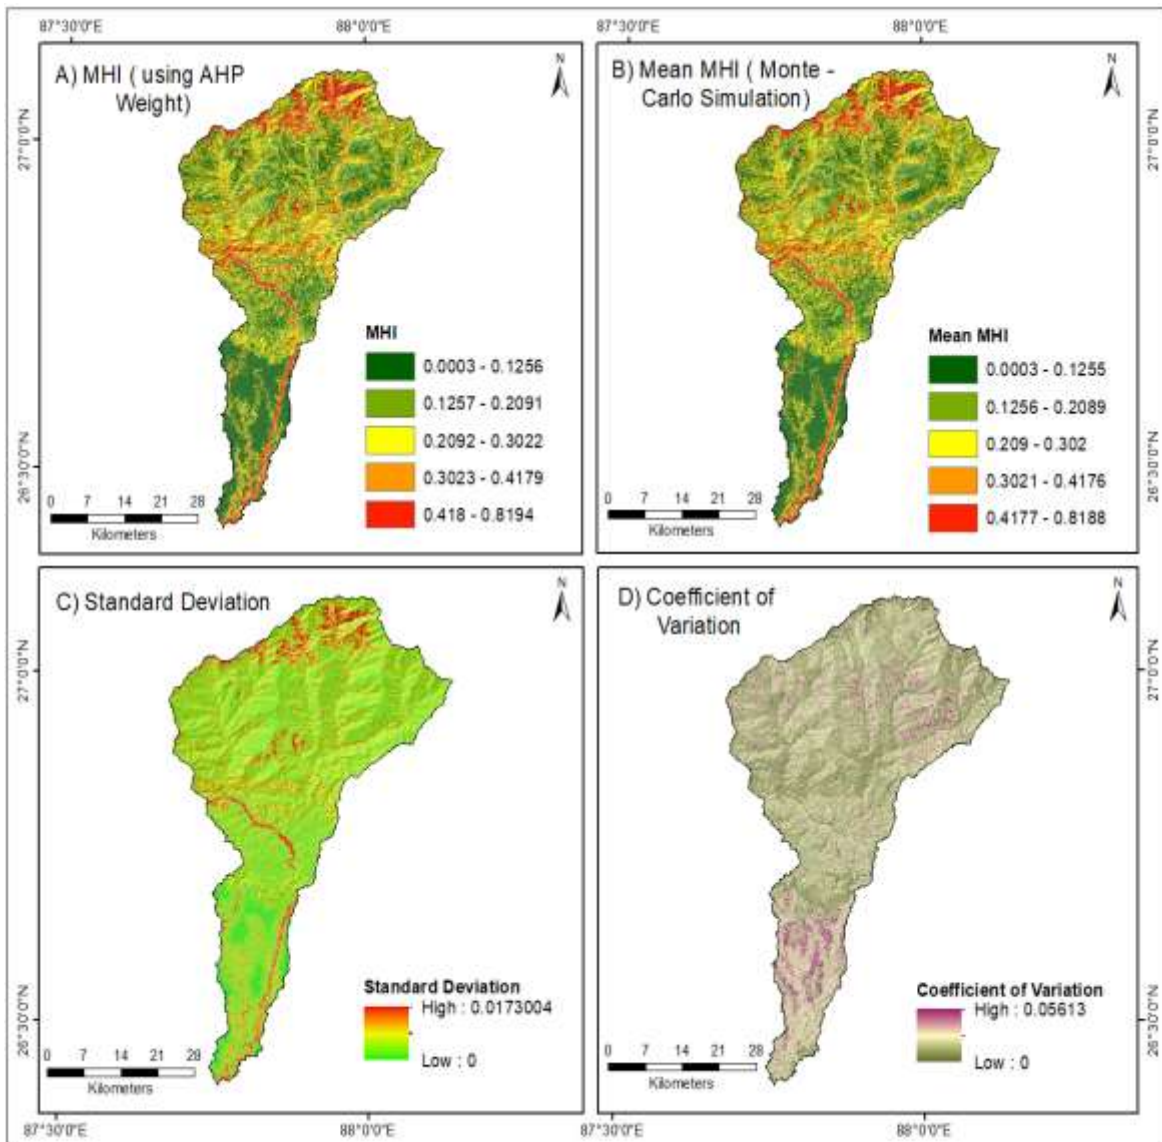 87°30'0"E
88°0'0"E
87°30'0"E
88°0'0"E
27°0'0"N
26°30'0"N
A) MHI ( using AHP
Weight)
N
MHI
0.0003 - 0.1256
0.1257 - 0.2091
0.2092 - 0.3022
0.3023 - 0.4179
0.418 - 0.8194
0 7 14 21 28
Kilometers
B) Mean MHI ( Monte -
Carlo Simulation)
N
Mean MHI
0.0003 - 0.1255
0.1256 - 0.2089
0.209 - 0.302
0.3021 - 0.4176
0.4177 - 0.8188
0 7 14 21 28
Kilometers
27°0'0"N
26°30'0"N
27°0'0"N
26°30'0"N
C) Standard Deviation
N
Standard Deviation
High : 0.0173004
Low : 0
0 7 14 21 28
Kilometers
D) Coefficient of
Variation
N
Coefficient of Variation
High : 0.05613
Low : 0
0 7 14 21 28
Kilometers
27°0'0"N
26°30'0"N
87°30'0"E
88°0'0"E
87°30'0"E
88°0'0"E